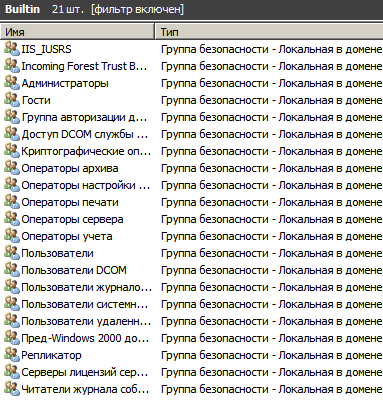 Builtin 21 шт. [фильтр включен]
Имя Тип
IIS_IUSRS Группа безопасности - Локальная в домене
Incoming Forest Trust B... Группа безопасности - Локальная в домене
Администраторы Группа безопасности - Локальная в домене
Гости Группа безопасности - Локальная в домене
Группа авторизации д... Группа безопасности - Локальная в домене
Доступ DCOM службы ... Группа безопасности - Локальная в домене
Криптографические оп... Группа безопасности - Локальная в домене
Операторы архива Группа безопасности - Локальная в домене
Операторы настройки ... Группа безопасности - Локальная в домене
Операторы печати Группа безопасности - Локальная в домене
Операторы сервера Группа безопасности - Локальная в домене
Операторы учета Группа безопасности - Локальная в домене
Пользователи Группа безопасности - Локальная в домене
Пользователи DCOM Группа безопасности - Локальная в домене
Пользователи журнало... Группа безопасности - Локальная в домене
Пользователи системн... Группа безопасности - Локальная в домене
Пользователи удаленн... Группа безопасности - Локальная в домене
Пред-Windows 2000 до... Группа безопасности - Локальная в домене
Репликатор Группа безопасности - Локальная в домене
Серверы лицензий сер... Группа безопасности - Локальная в домене
Читатели журнала соб... Группа безопасности - Локальная в домене